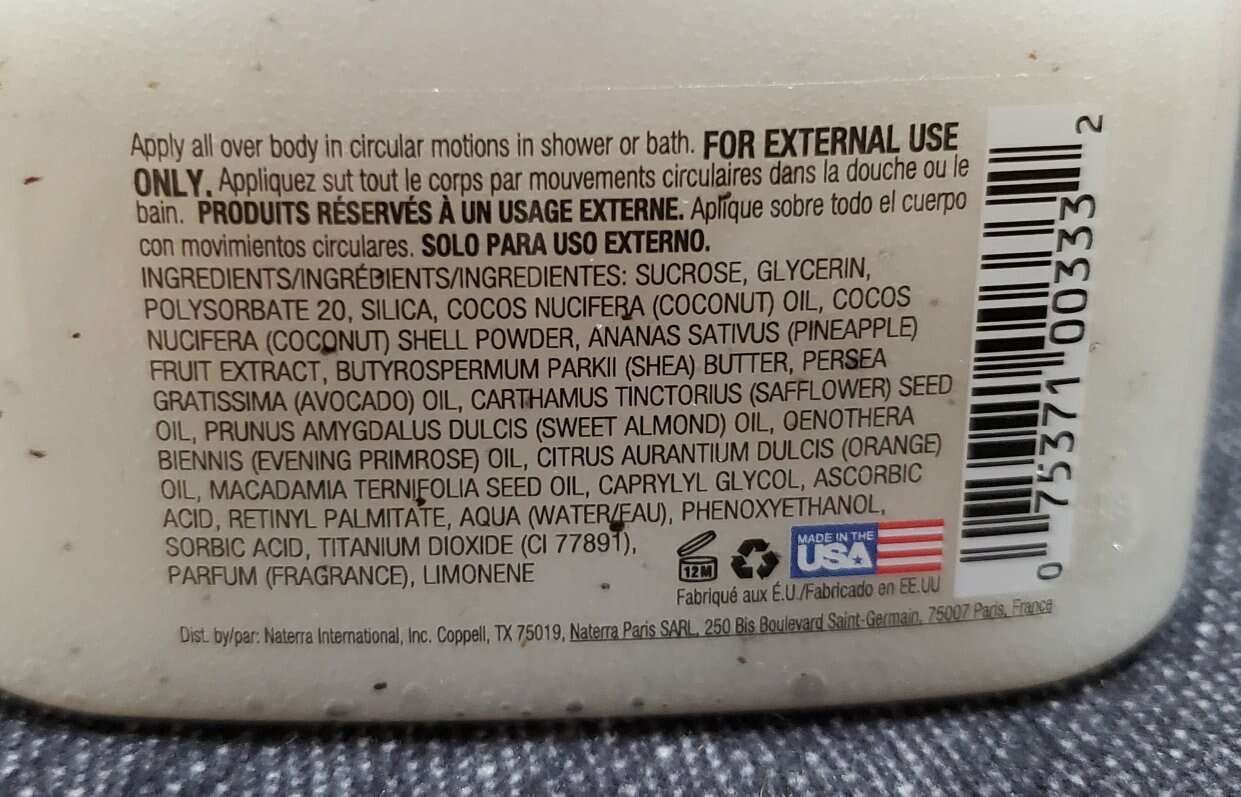 Apply all over body in circular motions in shower or bath. FOR EXTERNAL USE
ONLY. Appliquez sut tout le corps par mouvements circulaires dans la douche ou le
bain. PRODUITS RÉSERVÉS À UN USAGE EXTERNE. Aplique sobre todo el cuerpo
con movimientos circulares. SOLO PARA USO EXTERNO.
INGREDIENTS/INGRÉDIENTS/INGREDIENTES: SUCROSE, GLYCERIN,
POLYSORBATE 20, SILICA, COCOS NUCIFERA (COCONUT) OIL, COCOS
NUCIFERA (COCONUT) SHELL POWDER, ANANAS SATIVUS (PINEAPPLE)
FRUIT EXTRACT, BUTYROSPERMUM PARKII (SHEA) BUTTER, PERSEA
GRATISSIMA (AVOCADO) OIL, CARTHAMUS TINCTORIUS (SAFFLOWER) SEED
OIL, PRUNUS AMYGDALUS DULCIS (SWEET ALMOND) OIL, OENOTHERA
BIENNIS (EVENING PRIMROSE) OIL, CITRUS AURANTIUM DULCIS (ORANGE)
OIL, MACADAMIA TERNIFOLIA SEED OIL, CAPRYLYL GLYCOL, ASCORBIC
ACID, RETINYL PALMITATE, AQUA (WATER/EAU), PHENOXYETHANOL,
SORBIC ACID, TITANIUM DIOXIDE (CI 77891),
PARFUM (FRAGRANCE), LIMONENE
12M
MADE IN THE
USA
Fabriqué aux É.U./Fabricado en EE.UU
Dist. by/par: Naterra International, Inc. Coppell, TX 75019, Naterra Paris SARL, 250 Bis Boulevard Saint-Germain, 75007 Paris, France
0 75371 00333 2